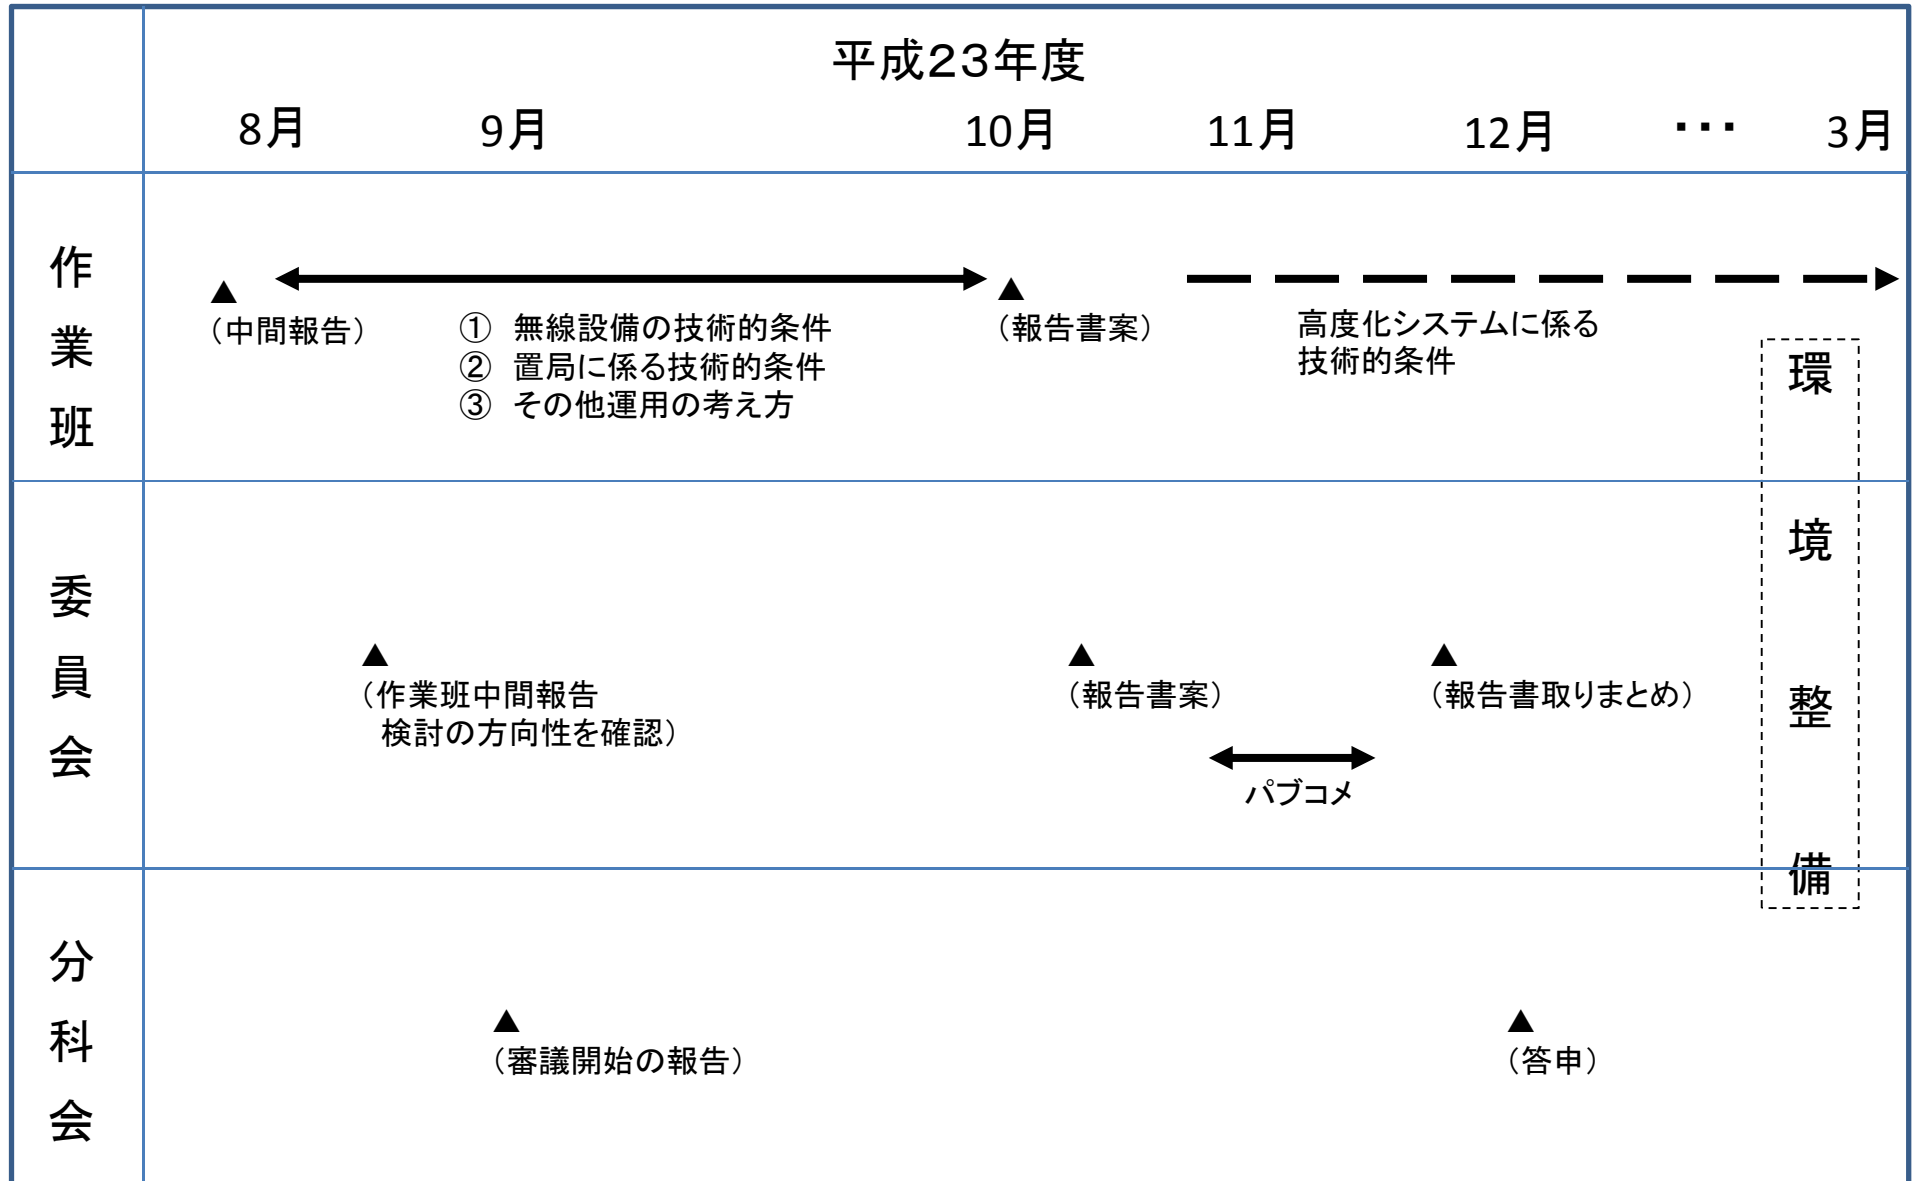 平成２３年度
8月 9月 10月 11月 12月 ・・・ 3月
作業班
▲
（中間報告）
① 無線設備の技術的条件
② 置局に係る技術的条件
③ その他運用の考え方
▲
（報告書案）
高度化システムに係る
技術的条件
環境整備
委員会
▲
（作業班中間報告
検討の方向性を確認）
▲
（報告書案）
▲
（報告書取りまとめ）
パブコメ
分科会
▲
（審議開始の報告）
▲
（答申）